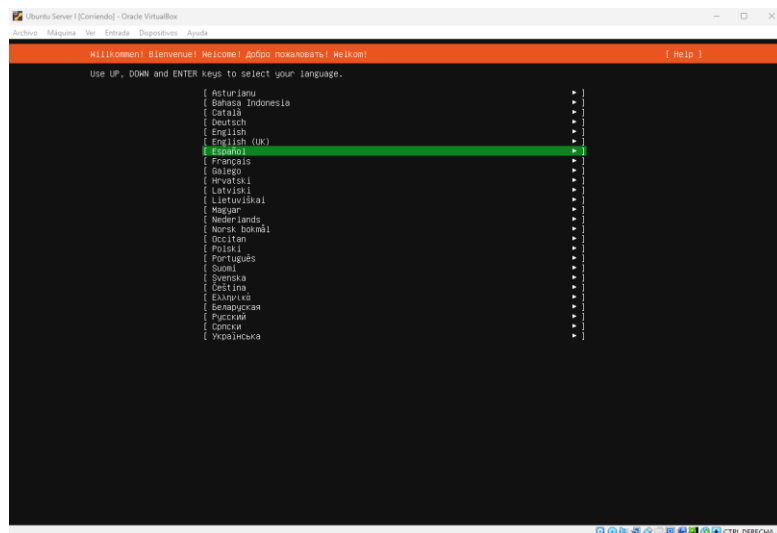 Ubuntu Server I [Corriendo] - Oracle VirtualBox
Archivo Máquina Ver Entrada Dispositivos Ayuda
Willkommen! Bienvenue! Welcome! Добро пожаловать! Welkom! [ Help ]
Use UP, DOWN and ENTER keys to select your language.
[ Asturianu ► ]
[ Bahasa Indonesia ► ]
[ Català ► ]
[ Deutsch ► ]
[ English ► ]
[ English (UK) ► ]
[ Español ► ]
[ Français ► ]
[ Galego ► ]
[ Hrvatski ► ]
[ Latviski ► ]
[ Lietuviškai ► ]
[ Magyar ► ]
[ Nederlands ► ]
[ Norsk bokmål ► ]
[ Occitan ► ]
[ Polski ► ]
[ Português ► ]
[ Suomi ► ]
[ Svenska ► ]
[ Čeština ► ]
[ Ελληνικά ► ]
[ Беларуская ► ]
[ Русский ► ]
[ Српски ► ]
[ Українська ► ]
CTRL DERECHA